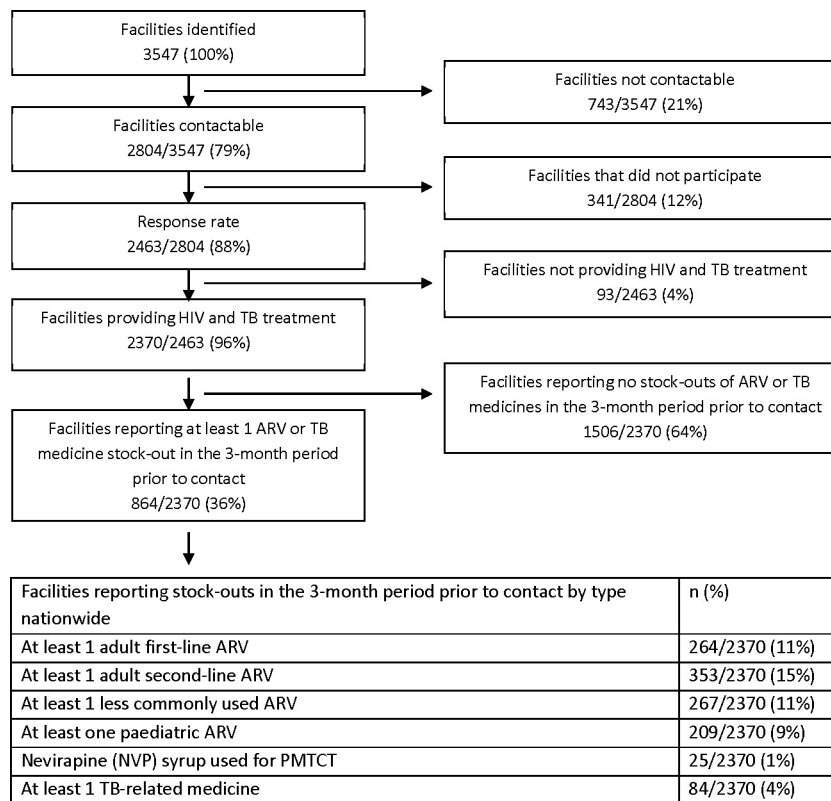 Facilities identified
3547 (100%)
Facilities not contactable
743/3547 (21%)
Facilities contactable
2804/3547 (79%)
Facilities that did not participate
341/2804 (12%)
Response rate
2463/2804 (88%)
Facilities not providing HIV and TB treatment
93/2463 (4%)
Facilities providing HIV and TB treatment
2370/2463 (96%)
Facilities reporting no stock-outs of ARV or TB
medicines in the 3-month period prior to contact
1506/2370 (64%)
Facilities reporting at least 1 ARV or TB
medicine stock-out in the 3-month period
prior to contact
864/2370 (36%)
Facilities reporting stock-outs in the 3-month period prior to contact by type
nationwide
n (%)
At least 1 adult first-line ARV
264/2370 (11%)
At least 1 adult second-line ARV
353/2370 (15%)
At least 1 less commonly used ARV
267/2370 (11%)
At least one paediatric ARV
209/2370 (9%)
Nevirapine (NVP) syrup used for PMTCT
25/2370 (1%)
At least 1 TB-related medicine
84/2370 (4%)